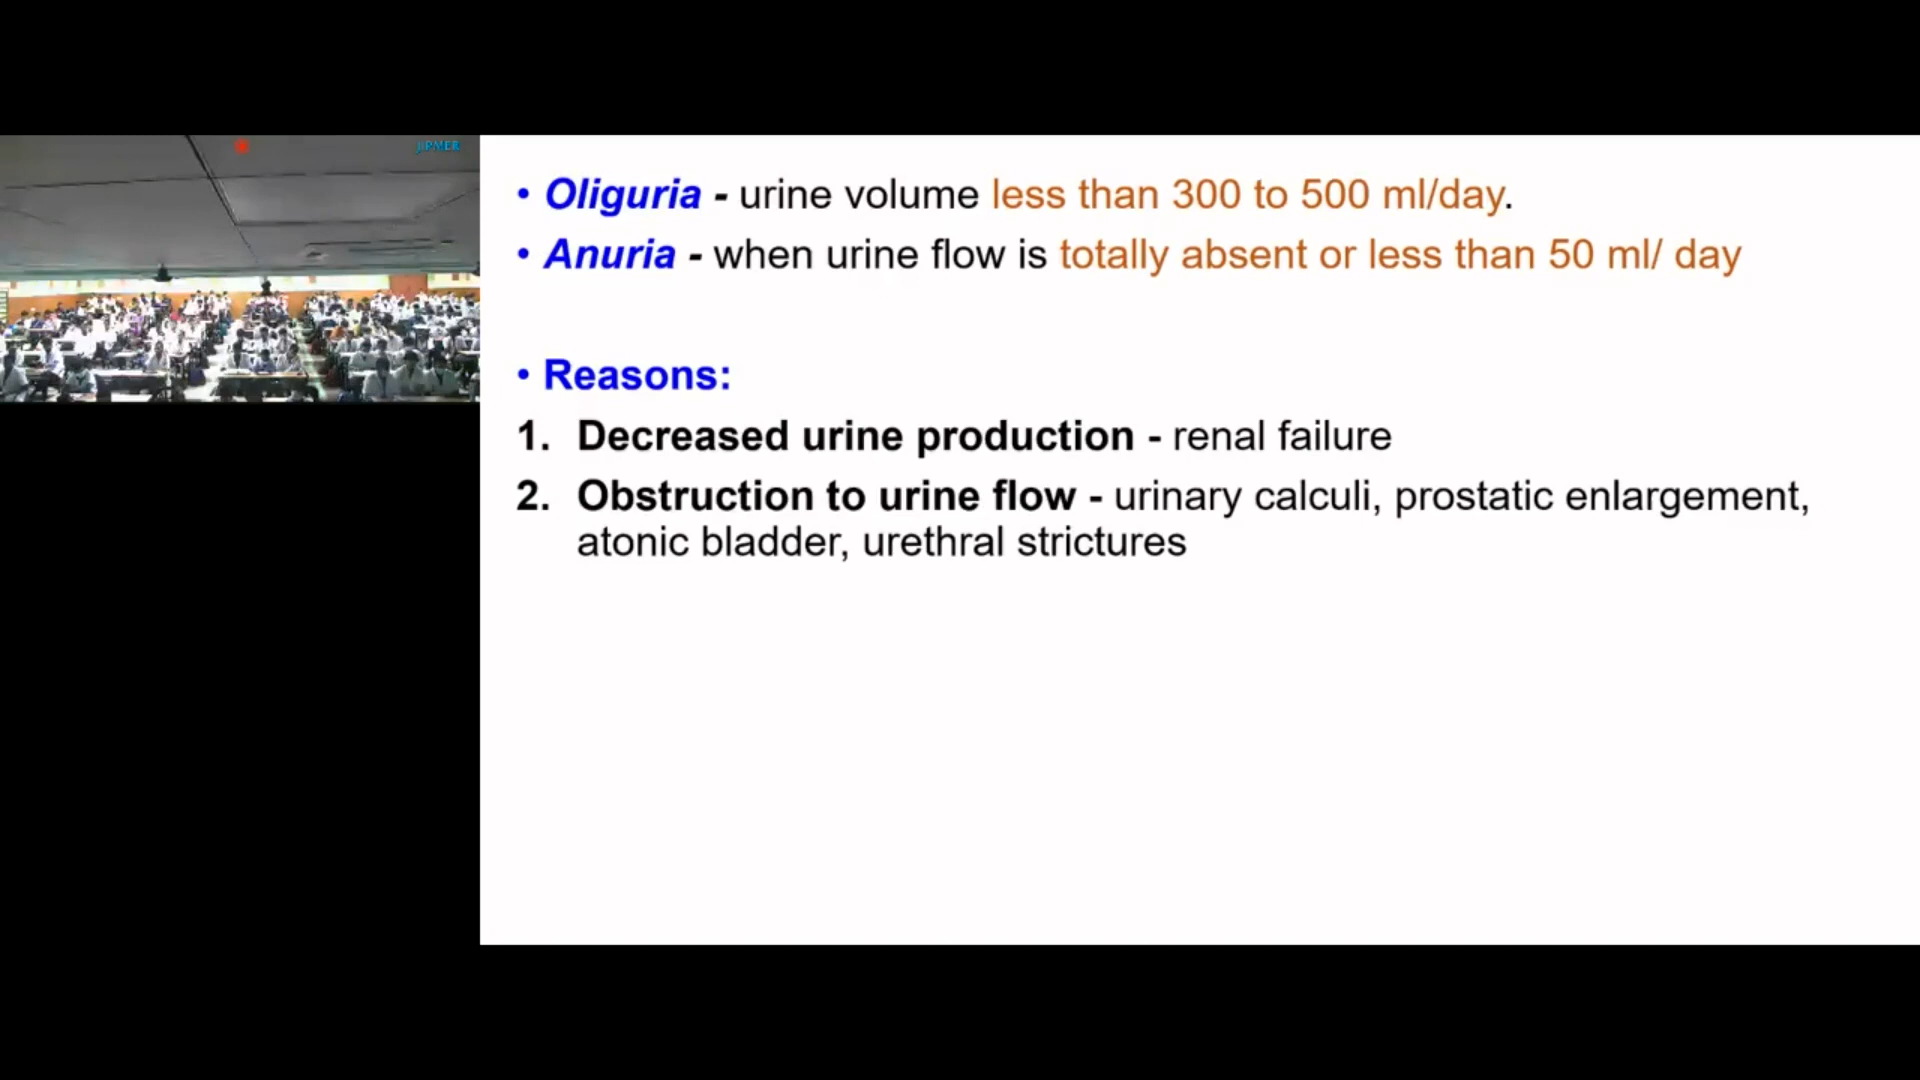 JIPMER
• Oliguria - urine volume less than 300 to 500 ml/day.
• Anuria - when urine flow is totally absent or less than 50 ml/ day
• Reasons:
1. Decreased urine production - renal failure
2. Obstruction to urine flow - urinary calculi, prostatic enlargement,
atonic bladder, urethral strictures